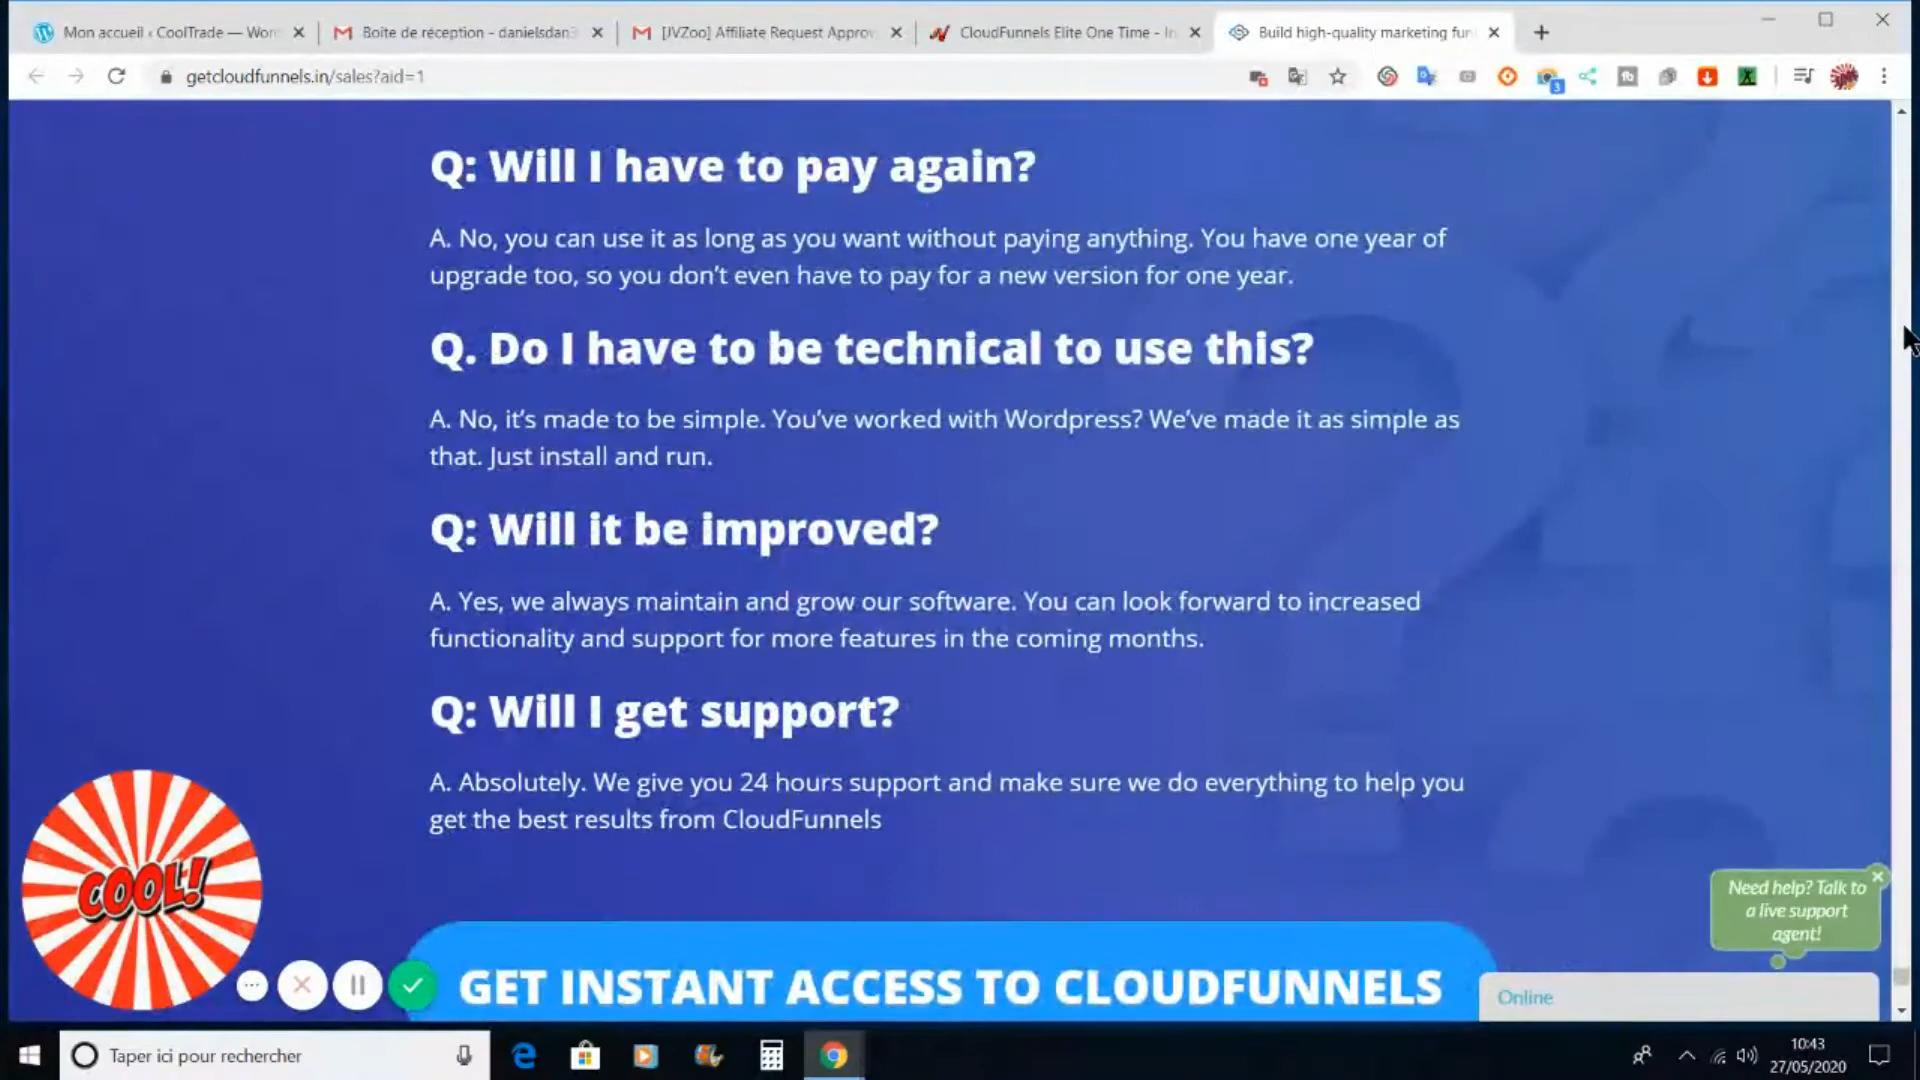 Mon accueil ‹ CoolTrade — Wor
Boîte de réception - danielsdan
[JVZoo] Affiliate Request Approv
CloudFunnels Elite One Time - In
Build high-quality marketing fun
getcloudfunnels.in/sales?aid=1
3
Q: Will I have to pay again?
A. No, you can use it as long as you want without paying anything. You have one year of
upgrade too, so you don't even have to pay for a new version for one year.
Q. Do I have to be technical to use this?
A. No, it's made to be simple. You've worked with Wordpress? We've made it as simple as
that. Just install and run.
Q: Will it be improved?
A. Yes, we always maintain and grow our software. You can look forward to increased
functionality and support for more features in the coming months.
Q: Will I get support?
A. Absolutely. We give you 24 hours support and make sure we do everything to help you
get the best results from CloudFunnels
COOL!
Need help? Talk to
a live support
agent!
GET INSTANT ACCESS TO CLOUDFUNNELS
Online
Taper ici pour rechercher
10:43
27/05/2020